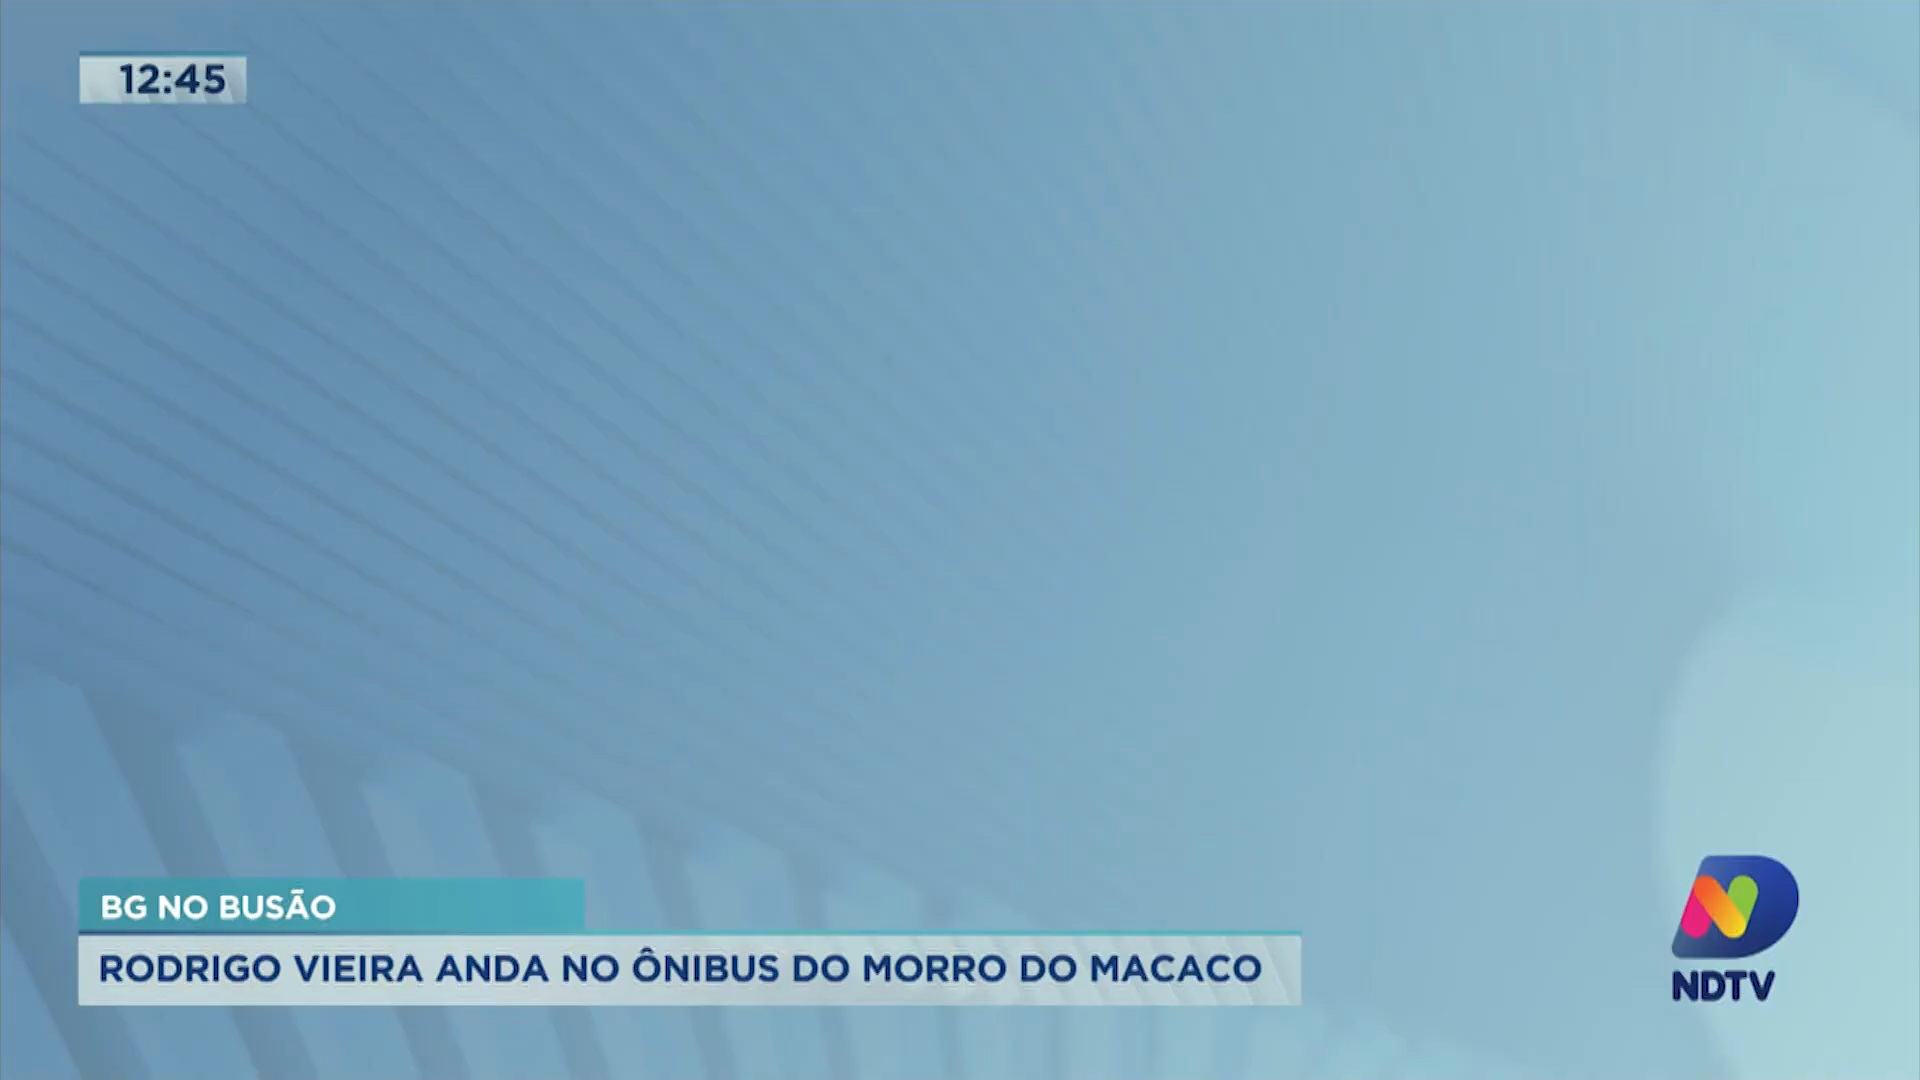 12:45
BG NO BUSÃO
RODRIGO VIEIRA ANDA NO ÔNIBUS DO MORRO DO MACACO
NDTV